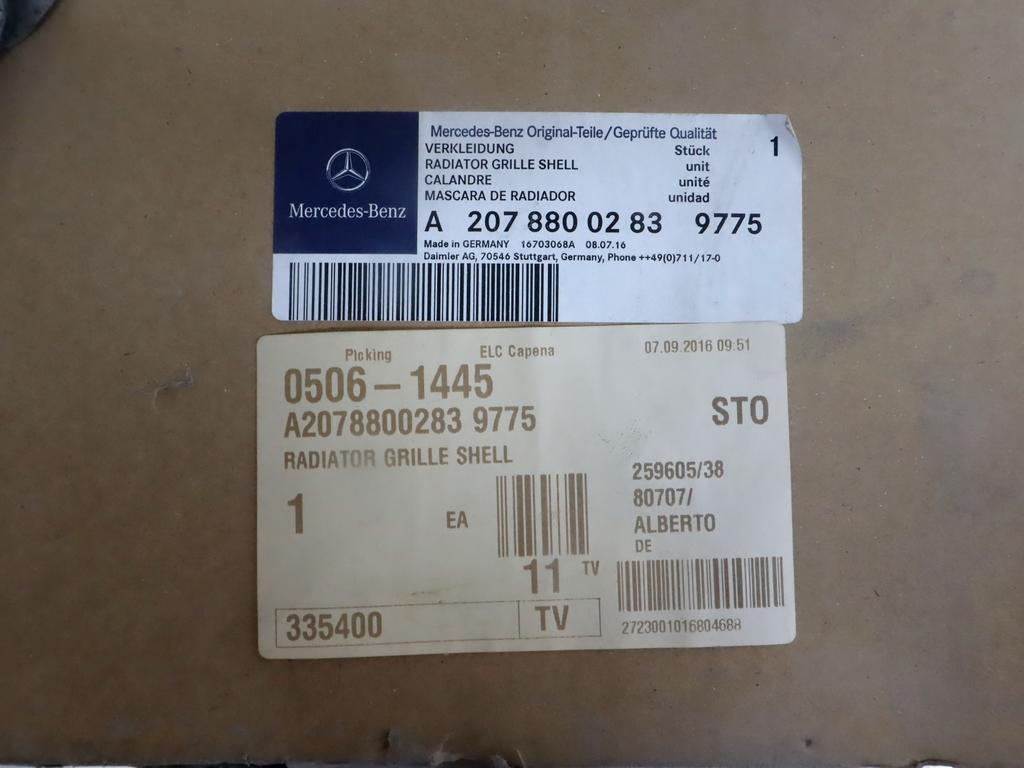 Mercedes-Benz
Mercedes-Benz Original-Teile/Geprüfte Qualität
VERKLEIDUNG Stück 1
RADIATOR GRILLE SHELL unit
CALANDRE unité
MASCARA DE RADIADOR unidad
A 207 880 02 83 9775
Made in GERMANY 16703068A 08.07.16
Daimler AG, 70546 Stuttgart, Germany, Phone ++49(0)711/17-0
Picking ELC Capena 07.09.2016 09:51
0506-1445
A2078800283 9775 STO
RADIATOR GRILLE SHELL
259605/38
80707/
1 EA ALBERTO
DE
11 TV
335400 TV
2723001016804688